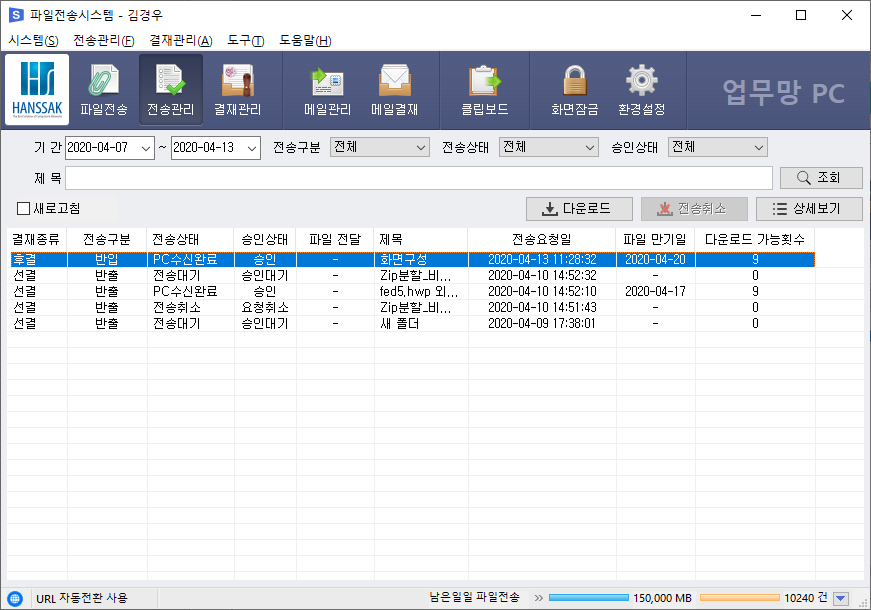 S 파일전송시스템 - 김경우
시스템(S) 전송관리(F) 결재관리(A) 도구(T) 도움말(H)
HANSSAK 파일전송 전송관리 결재관리 메일관리 메일결재 클립보드 화면잠금 환경설정 업무망 PC
기 간 2020-04-07 ~ 2020-04-13 전송구분 전체 전송상태 전체 승인상태 전체
제 목 조회
새로고침 다운로드 전송취소 상세보기
결재종류 전송구분 전송상태 승인상태 파일 전달 제목 전송요청일 파일 만기일 다운로드 가능횟수
후결 반입 PC수신완료 승인 - 화면구성 2020-04-13 11:28:32 2020-04-20 9
선결 반출 전송대기 승인대기 - Zip분할_비... 2020-04-10 14:52:32 - 0
선결 반출 PC수신완료 승인 - fed5.hwp 외... 2020-04-10 14:52:10 2020-04-17 9
선결 반출 전송취소 요청취소 - Zip분할_비... 2020-04-10 14:51:43 - 0
선결 반출 전송대기 승인대기 - 새 폴더 2020-04-09 17:38:01 - 0
URL 자동전환 사용 남은일일 파일전송 >> 150,000 MB 10240 건